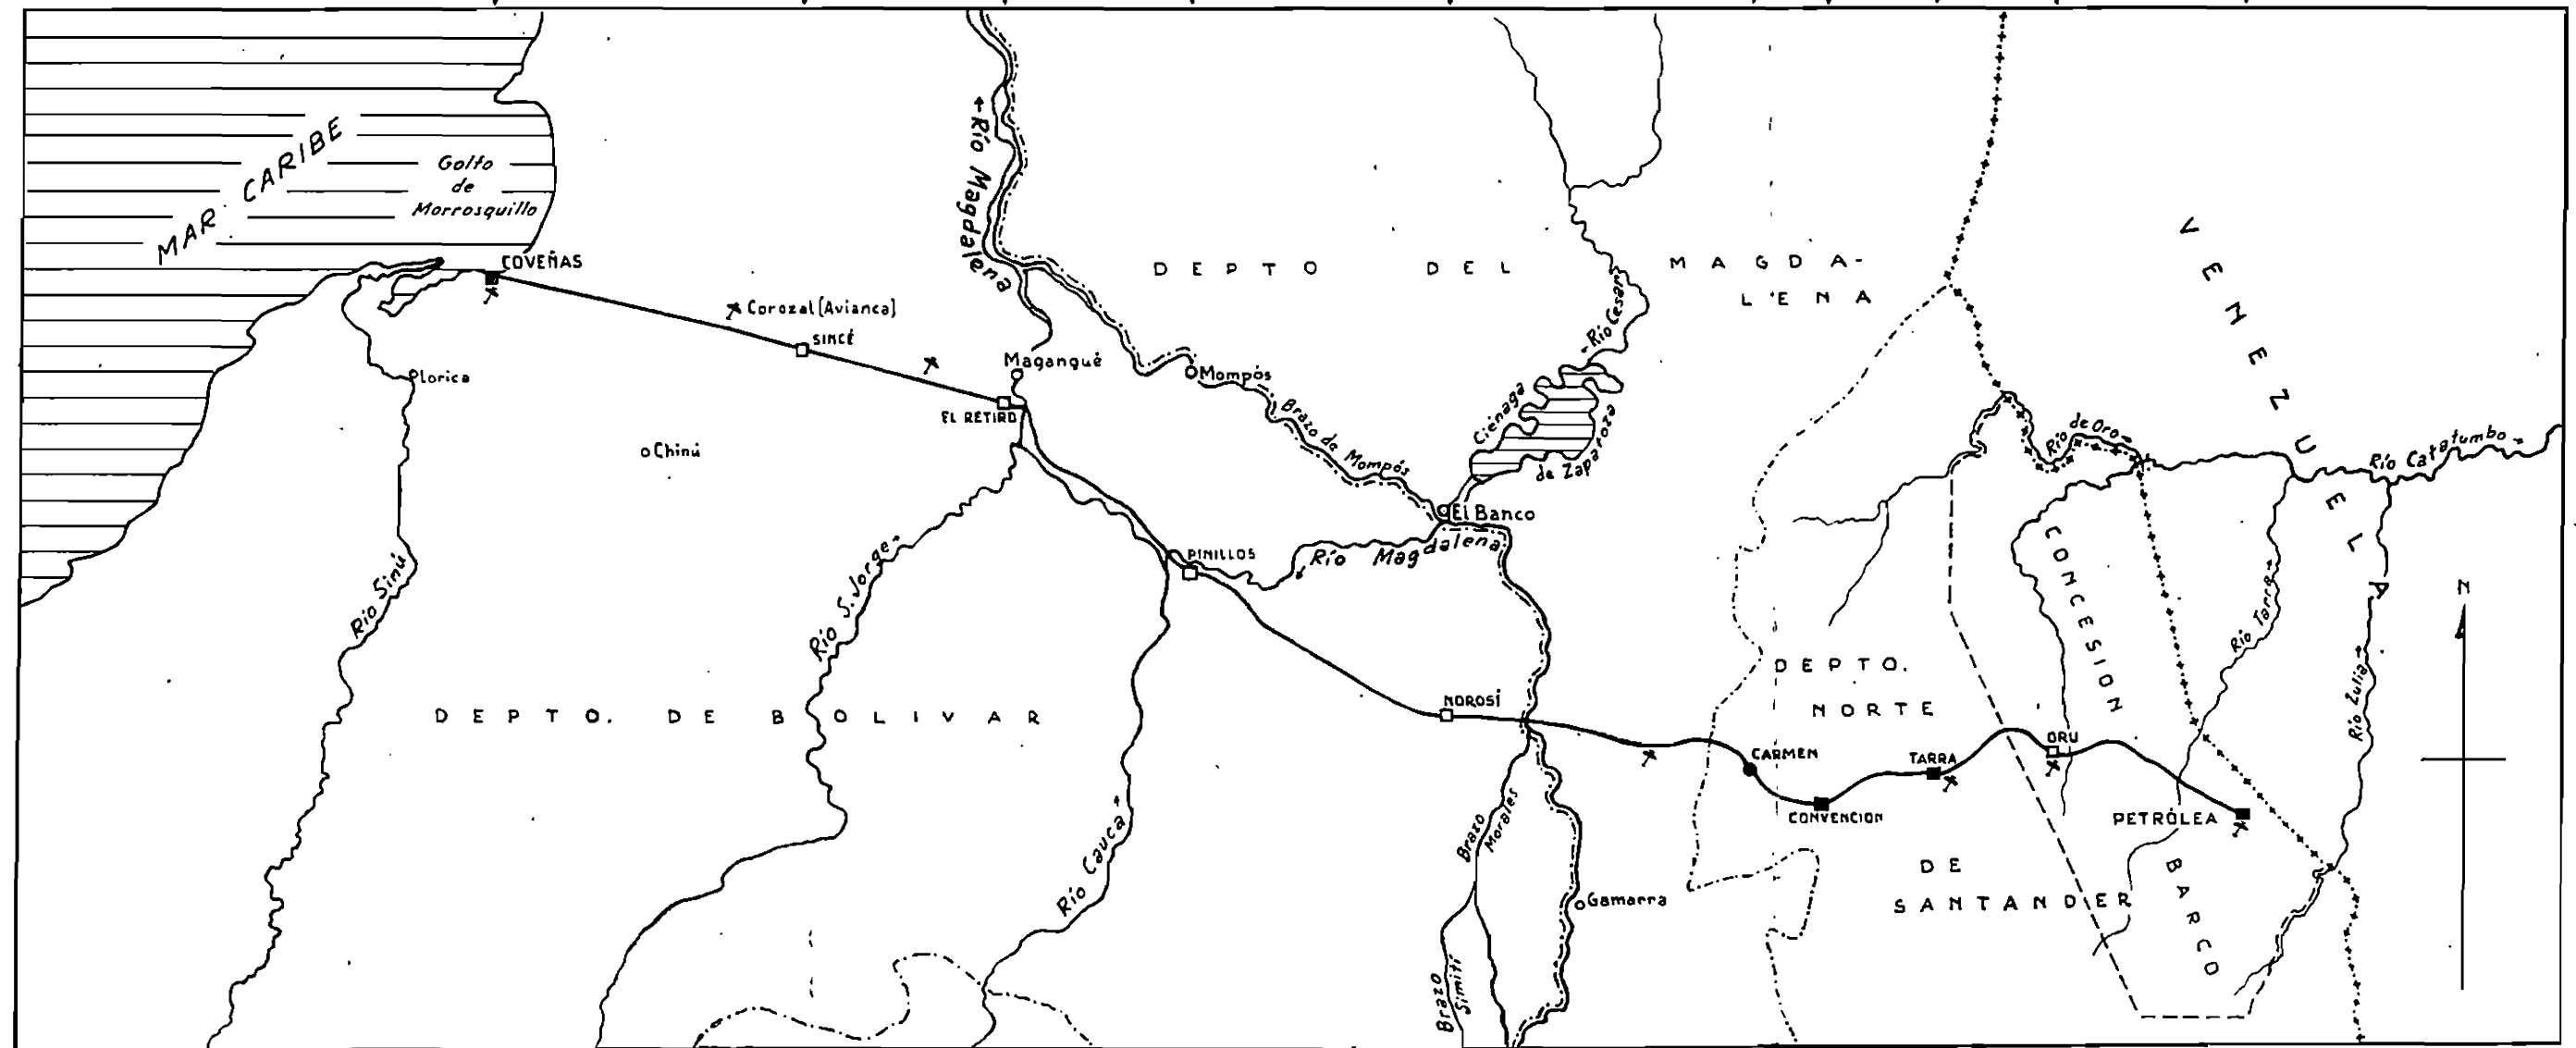 MAR CARIBE
Golfo
de
Morrosquillo
COVEÑAS
Corozal (Avianca)
SINCÉ
Lorica
Chinú
← Río Magdalena
Magangué
EL RETIRO
Mompós
Brazo de Mompós
DEPTO DEL MAGDA-
LENA
← Río Cesar
Ciénaga
de Zapatoza
El Banco
Río Magdalena
PINILLOS
Río Sinú
Río S. Jorge →
DEPTO. DE BOLIVAR
Río Cauca →
NOROSÍ
Brazo
Morales
Brazo
Simití
Gamarra
CARMEN
CONVENCION
TARRA
ORU
PETRÓLEA
DEPTO.
NORTE
DE
SANTANDER
CONCESION
BARCO
Río
de Oro →
Río Catatumbo →
Río Tarra →
Río Zulia →
VENEZUELA
N